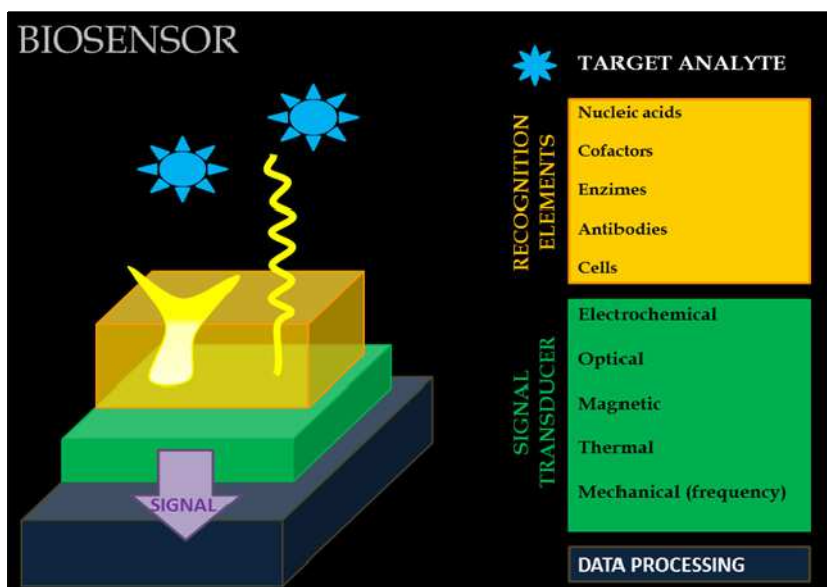 BIOSENSOR
TARGET ANALYTE
RECOGNITION
ELEMENTS
Nucleic acids
Cofactors
Enzimes
Antibodies
Cells
SIGNAL
TRANSDUCER
Electrochemical
Optical
Magnetic
Thermal
Mechanical (frequency)
SIGNAL
DATA PROCESSING